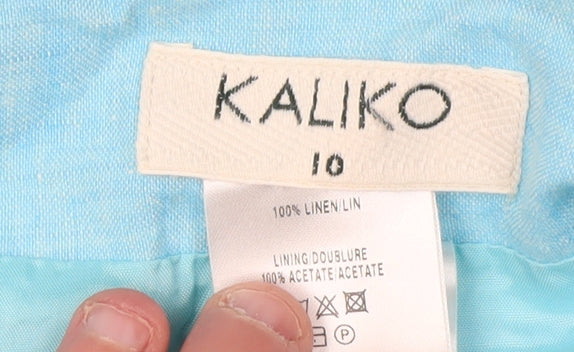 KALIKO
10
100% LINEN/LIN
LINING/DOUBLURE
100% ACETATE/ACETATE
P